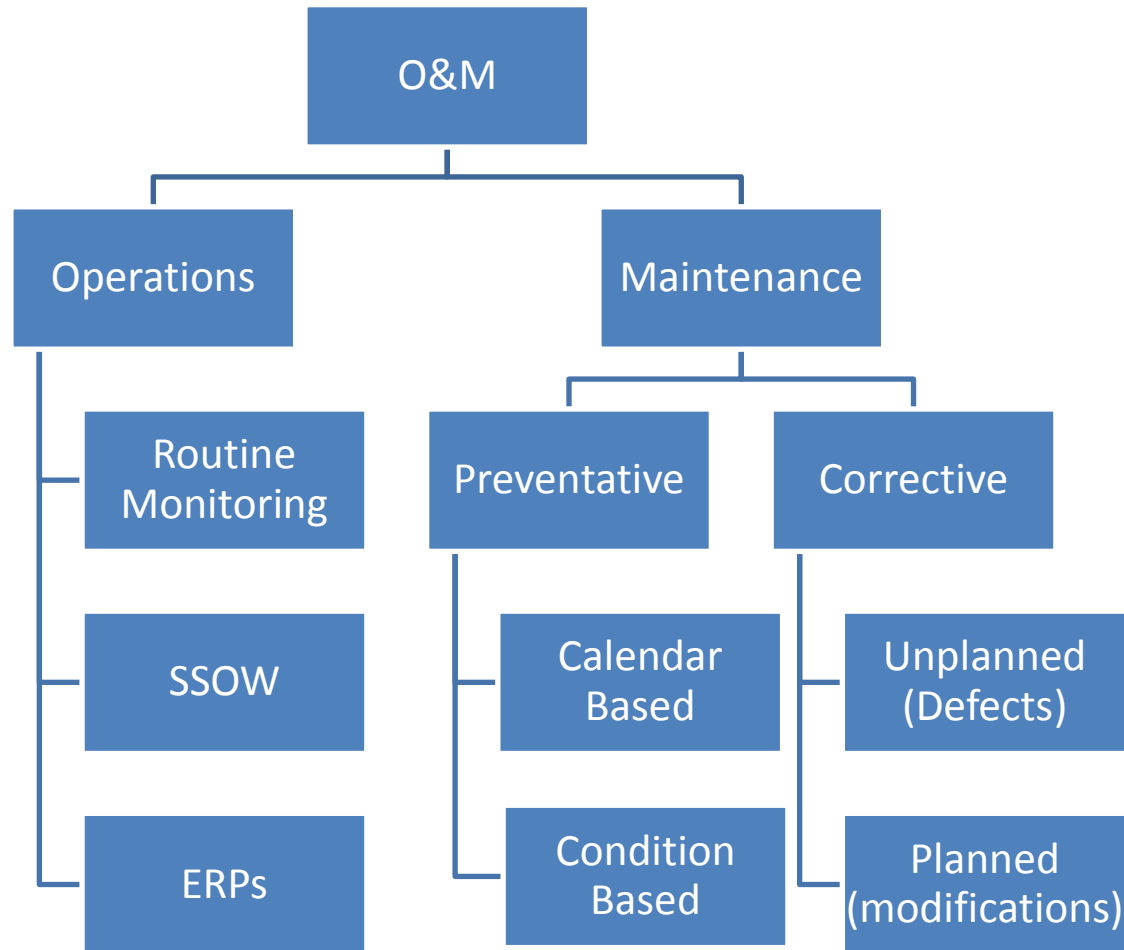 O&M
Operations
Maintenance
Routine
Monitoring
Preventative
Corrective
SSOW
Calendar
Based
Unplanned
(Defects)
ERPs
Condition
Based
Planned
(modifications)